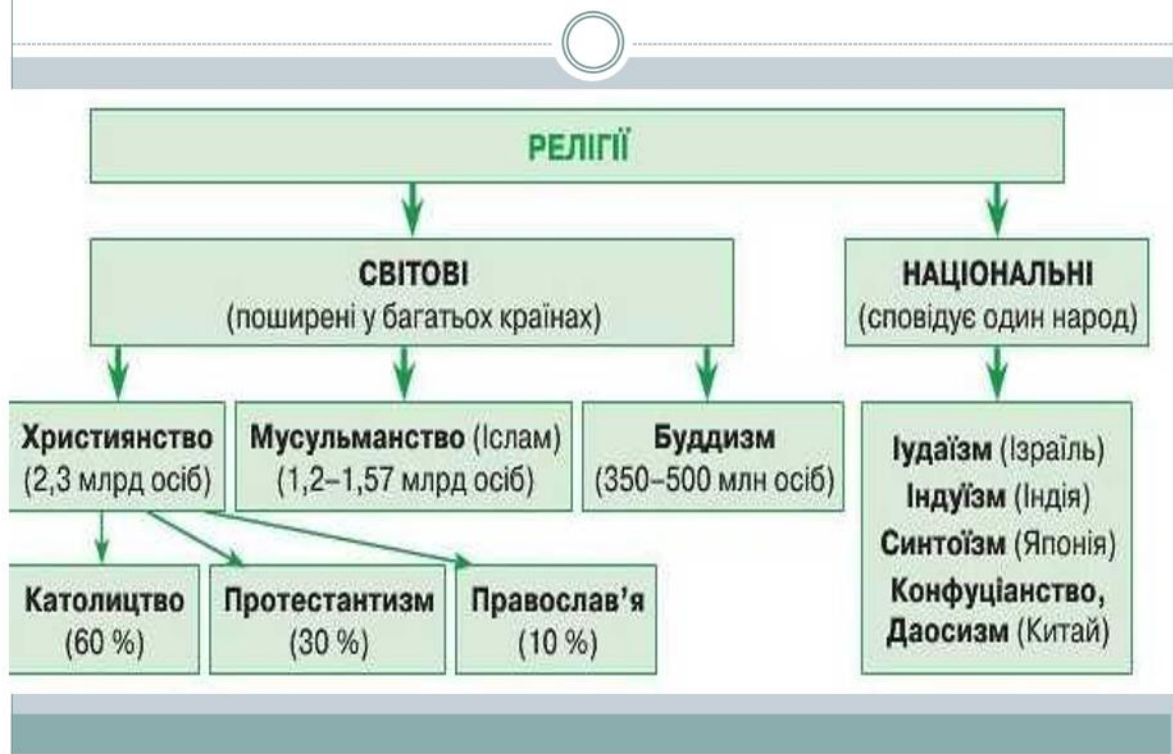 РЕЛІГІЇ
СВІТОВІ
(поширені у багатьох країнах)
НАЦІОНАЛЬНІ
(сповідує один народ)
Християнство
(2,3 млрд осіб)
Мусульманство (Іслам)
(1,2–1,57 млрд осіб)
Буддизм
(350–500 млн осіб)
Іудаїзм (Ізраїль)
Індуїзм (Індія)
Синтоїзм (Японія)
Конфуціанство,
Даосизм (Китай)
Католицтво
(60 %)
Протестантизм
(30 %)
Православ'я
(10 %)